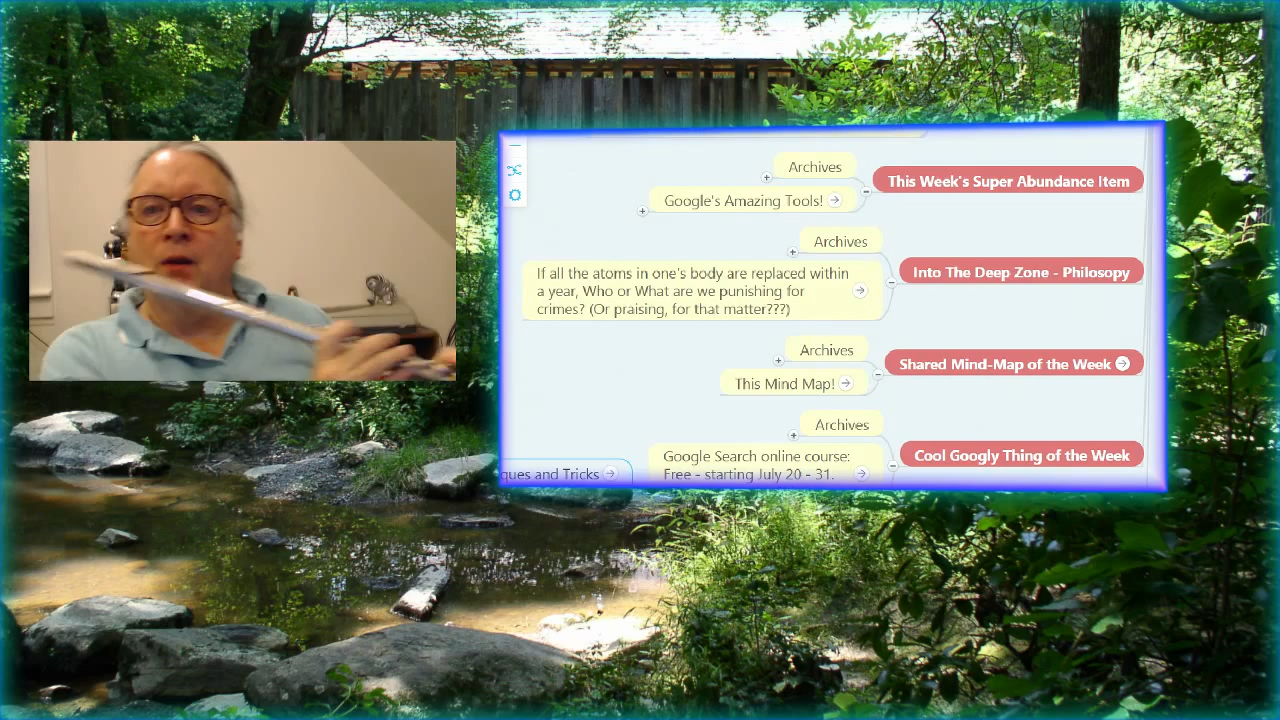 Archives
This Week's Super Abundance Item
Google's Amazing Tools!
Archives
Into The Deep Zone - Philosopy
If all the atoms in one's body are replaced within
a year, Who or What are we punishing for
crimes? (Or praising, for that matter???)
Archives
Shared Mind-Map of the Week
This Mind Map!
Archives
Cool Googly Thing of the Week
Google Search online course:
Free - starting July 20 - 31.
ques and Tricks